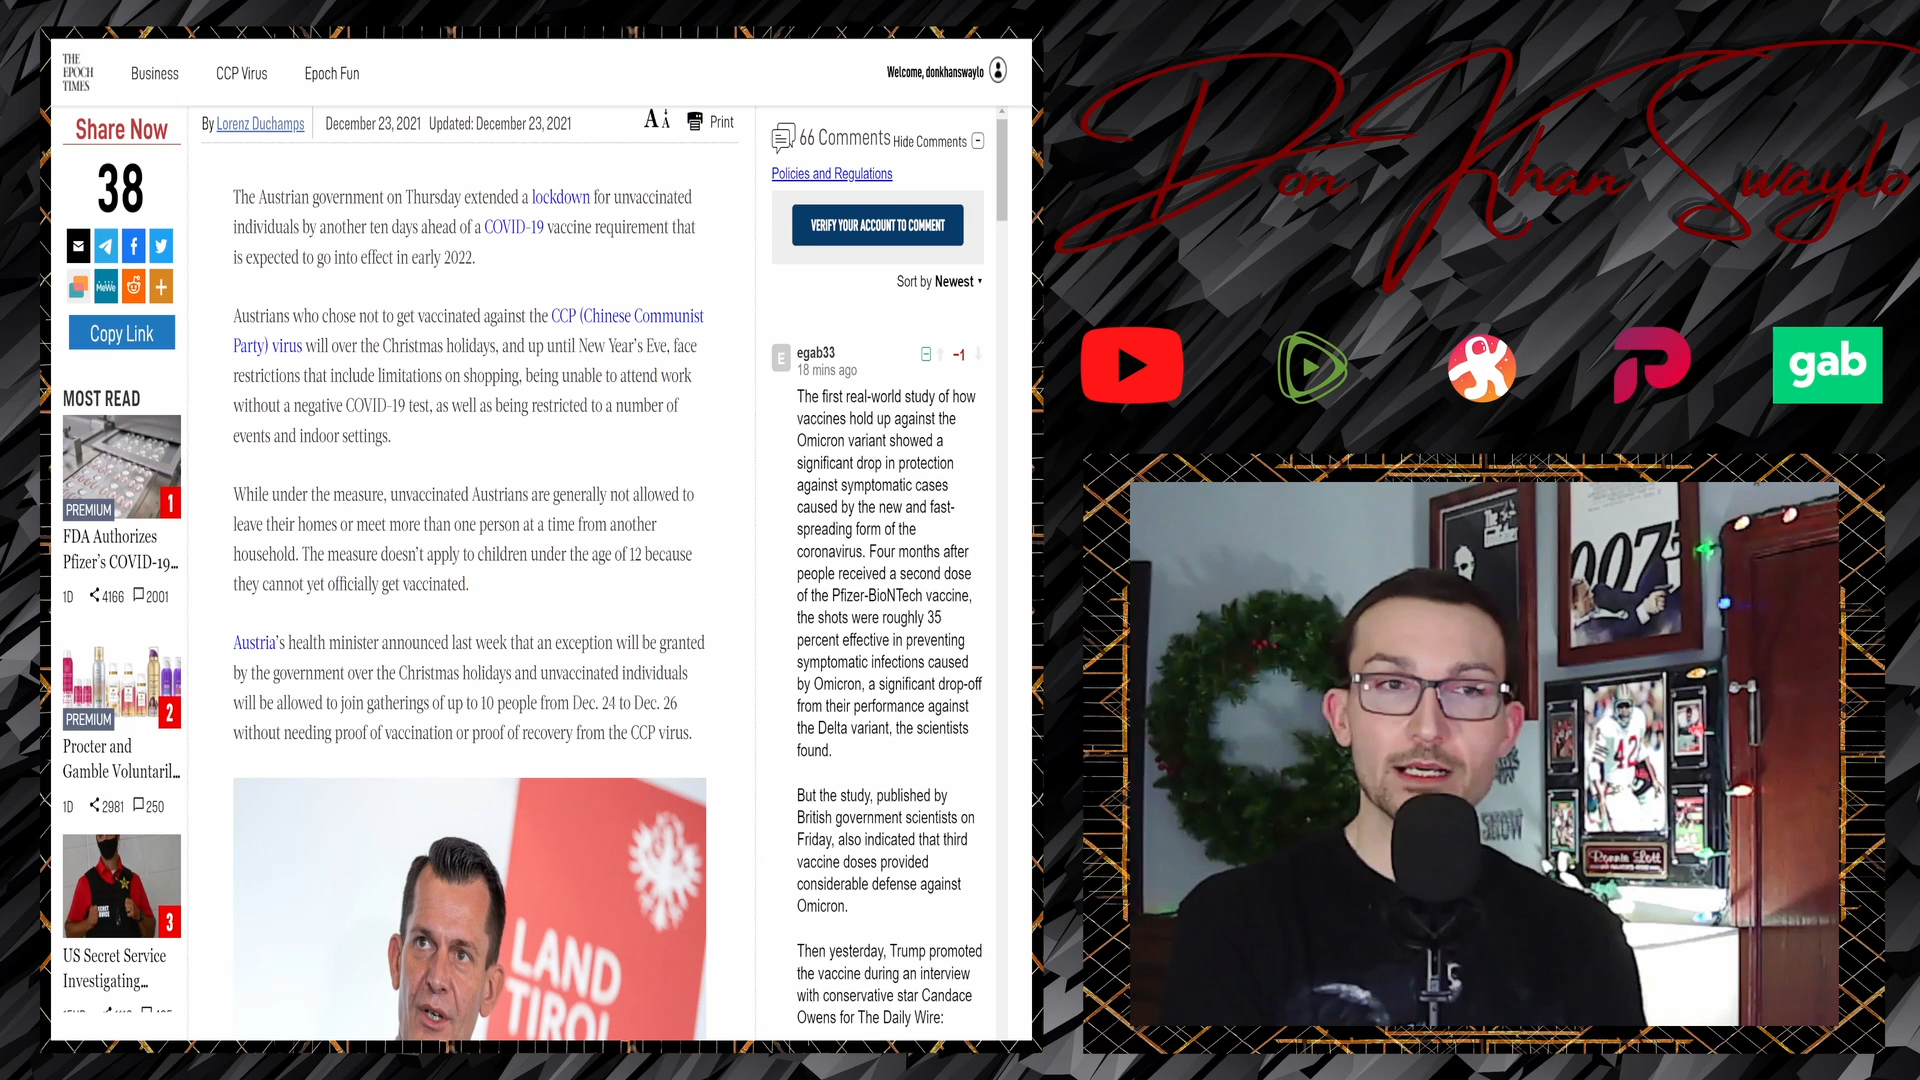 THE
EPOCH
TIMES
Business
CCP Virus
Epoch Fun
Welcome, donkhanswaylo
Share Now
38
MeWe
Copy Link
MOST READ
PREMIUM
1
FDA Authorizes
Pfizer's COVID-19...
1D 4166 2001
PREMIUM
2
Procter and
Gamble Voluntaril...
1D 2981 250
3
US Secret Service
Investigating...
By Lorenz Duchamps
December 23, 2021 Updated: December 23, 2021
Print
The Austrian government on Thursday extended a lockdown for unvaccinated
individuals by another ten days ahead of a COVID-19 vaccine requirement that
is expected to go into effect in early 2022.
Austrians who chose not to get vaccinated against the CCP (Chinese Communist
Party) virus will over the Christmas holidays, and up until New Year's Eve, face
restrictions that include limitations on shopping, being unable to attend work
without a negative COVID-19 test, as well as being restricted to a number of
events and indoor settings.
While under the measure, unvaccinated Austrians are generally not allowed to
leave their homes or meet more than one person at a time from another
household. The measure doesn't apply to children under the age of 12 because
they cannot yet officially get vaccinated.
Austria's health minister announced last week that an exception will be granted
by the government over the Christmas holidays and unvaccinated individuals
will be allowed to join gatherings of up to 10 people from Dec. 24 to Dec. 26
without needing proof of vaccination or proof of recovery from the CCP virus.
LAND
TIROL
66 Comments
Hide Comments
Policies and Regulations
VERIFY YOUR ACCOUNT TO COMMENT
Sort by Newest
E
egab33
-1
18 mins ago
The first real-world study of how
vaccines hold up against the
Omicron variant showed a
significant drop in protection
against symptomatic cases
caused by the new and fast-
spreading form of the
coronavirus. Four months after
people received a second dose
of the Pfizer-BioNTech vaccine,
the shots were roughly 35
percent effective in preventing
symptomatic infections caused
by Omicron, a significant drop-off
from their performance against
the Delta variant, the scientists
found.
But the study, published by
British government scientists on
Friday, also indicated that third
vaccine doses provided
considerable defense against
Omicron.
Then yesterday, Trump promoted
the vaccine during an interview
with conservative star Candace
Owens for The Daily Wire:
Don Khan Swaylo
gab
007
42
SHOW
Ronnie Lott